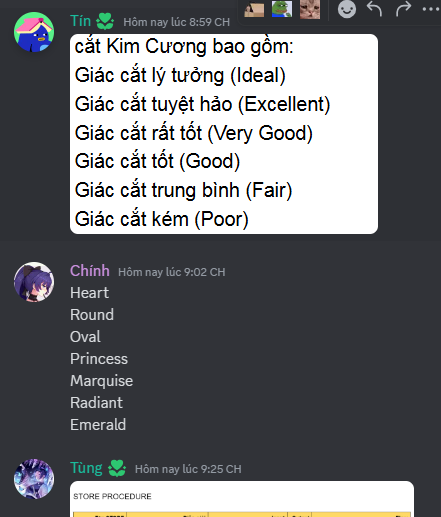 Tín Hôm nay lúc 8:59 CH
cắt Kim Cương bao gồm:
Giác cắt lý tưởng (Ideal)
Giác cắt tuyệt hảo (Excellent)
Giác cắt rất tốt (Very Good)
Giác cắt tốt (Good)
Giác cắt trung bình (Fair)
Giác cắt kém (Poor)
Chính Hôm nay lúc 9:02 CH
Heart
Round
Oval
Princess
Marquise
Radiant
Emerald
Tùng Hôm nay lúc 9:25 CH
STORE PROCEDURE